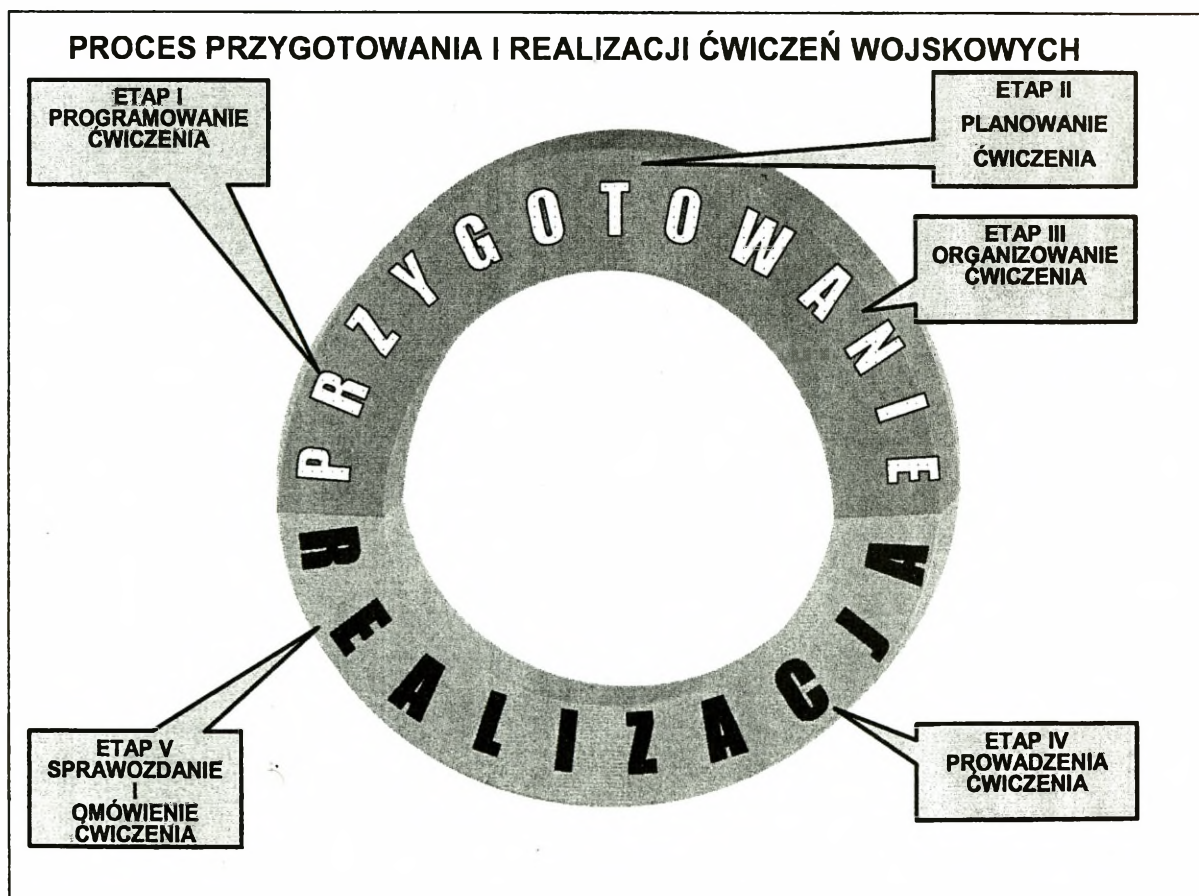 PROCES PRZYGOTOWANIA I REALIZACJI ĆWICZEŃ WOJSKOWYCH
ETAP I
PROGRAMOWANIE
ĆWICZENIA
ETAP II
PLANOWANIE
ĆWICZENIA
ETAP III
ORGANIZOWANIE
ĆWICZENIA
PRZYGOTOWANIE
REALIZACJA
ETAP IV
PROWADZENIA
ĆWICZENIA
ETAP V
SPRAWOZDANIE
I
OMÓWIENIE
ĆWICZENIA